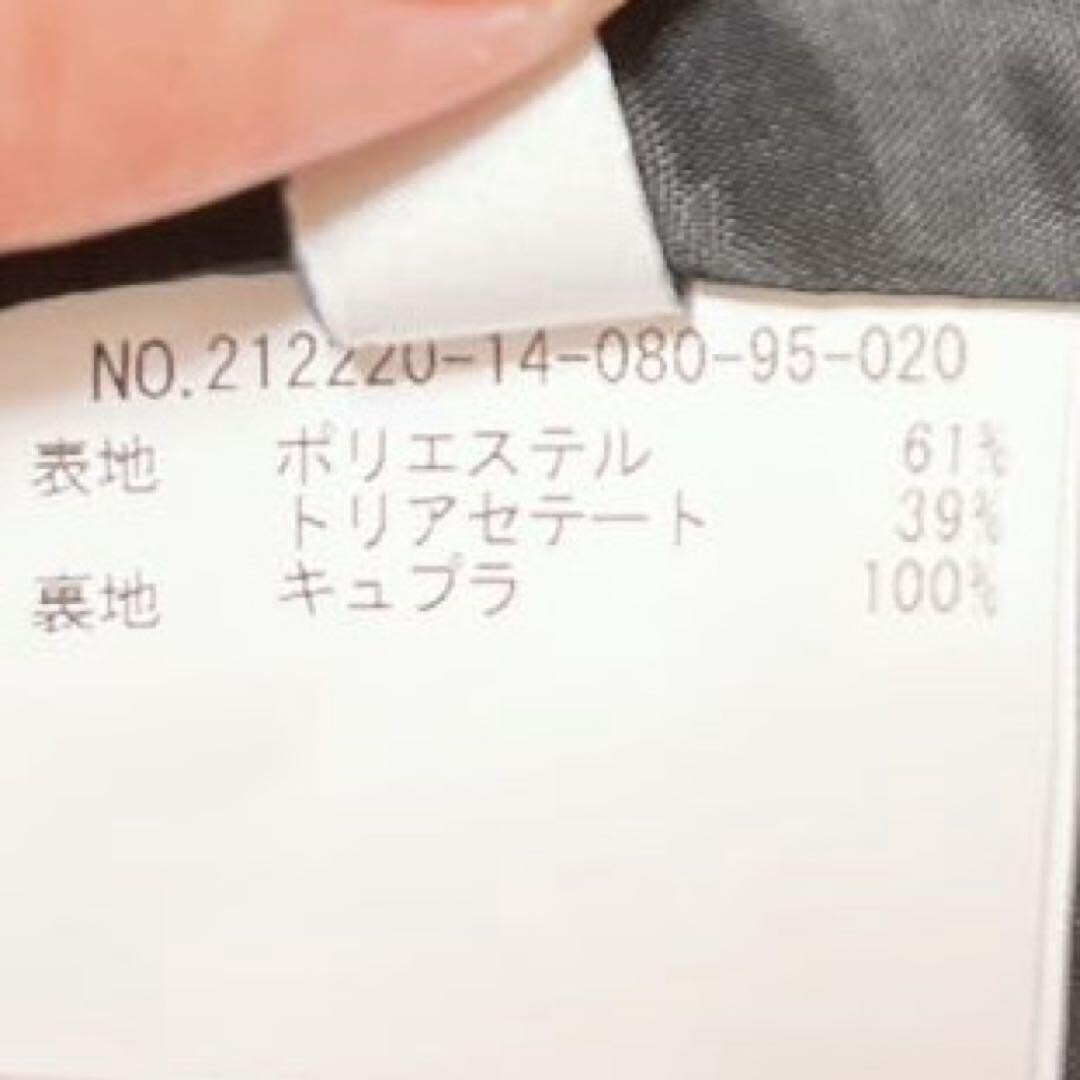 NO.212220-14-080-95-020
表地 ポリエステル 61%
トリアセテート 39%
裏地 キュプラ 100%